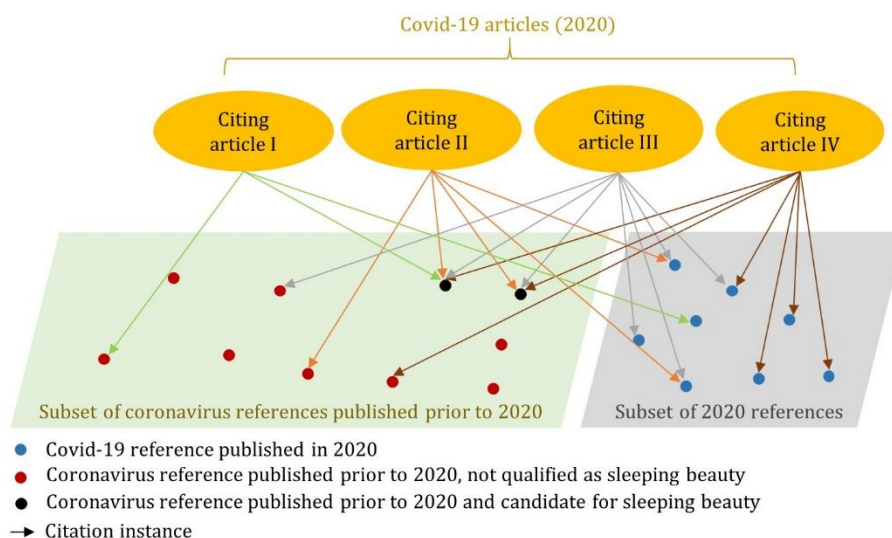 Covid-19 articles (2020)
Citing
article I
Citing
article II
Citing
article III
Citing
article IV
Subset of coronavirus references published prior to 2020
Subset of 2020 references
Covid-19 reference published in 2020
Coronavirus reference published prior to 2020, not qualified as sleeping beauty
Coronavirus reference published prior to 2020 and candidate for sleeping beauty
Citation instance